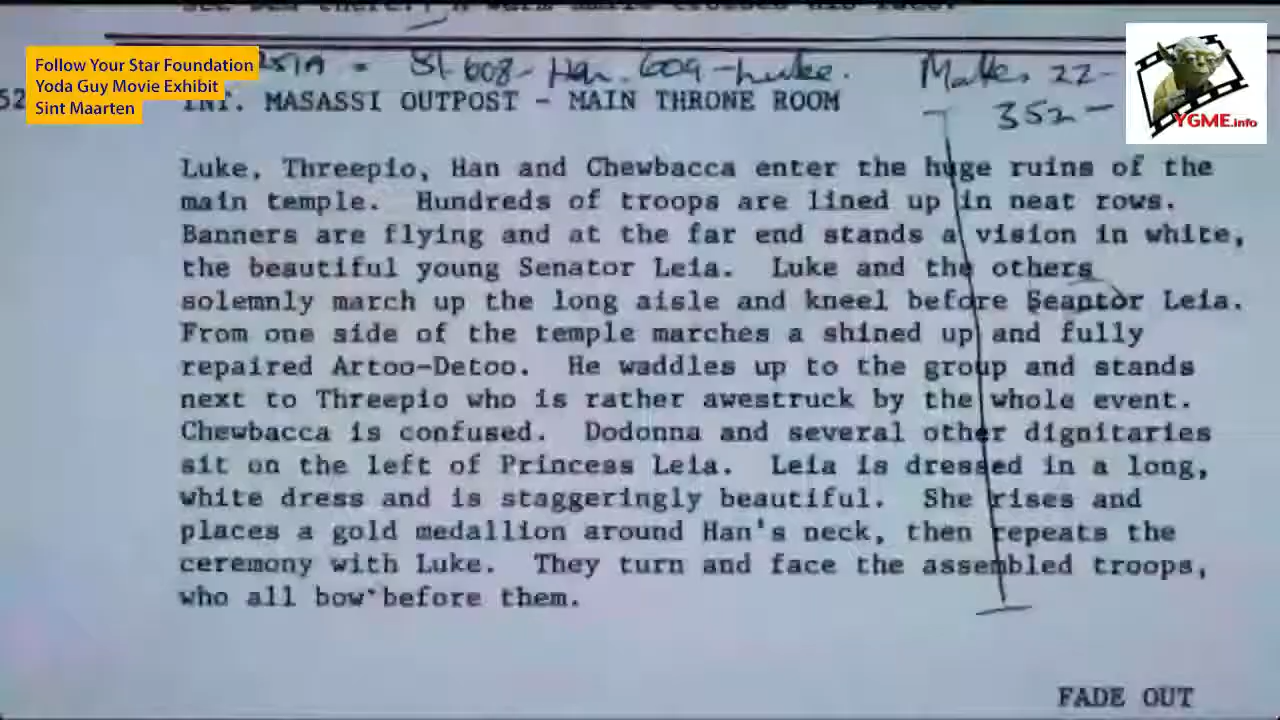 Follow Your Star Foundation
Yoda Guy Movie Exhibit
Sint Maarten
YGME.info
608- Han. 609-Luke.
22-
352-
52
INT. MASASSI OUTPOST - MAIN THRONE ROOM
Luke, Threepio, Han and Chewbacca enter the huge ruins of the
main temple. Hundreds of troops are lined up in neat rows.
Banners are flying and at the far end stands a vision in white,
the beautiful young Senator Leia. Luke and the others
solemnly march up the long aisle and kneel before Seantor Leia.
From one side of the temple marches a shined up and fully
repaired Artoo-Detoo. He waddles up to the group and stands
next to Threepio who is rather awestruck by the whole event.
Chewbacca is confused. Dodonna and several other dignitaries
sit on the left of Princess Leia. Leia is dressed in a long,
white dress and is staggeringly beautiful. She rises and
places a gold medallion around Han's neck, then repeats the
ceremony with Luke. They turn and face the assembled troops,
who all bow before them.
FADE OUT